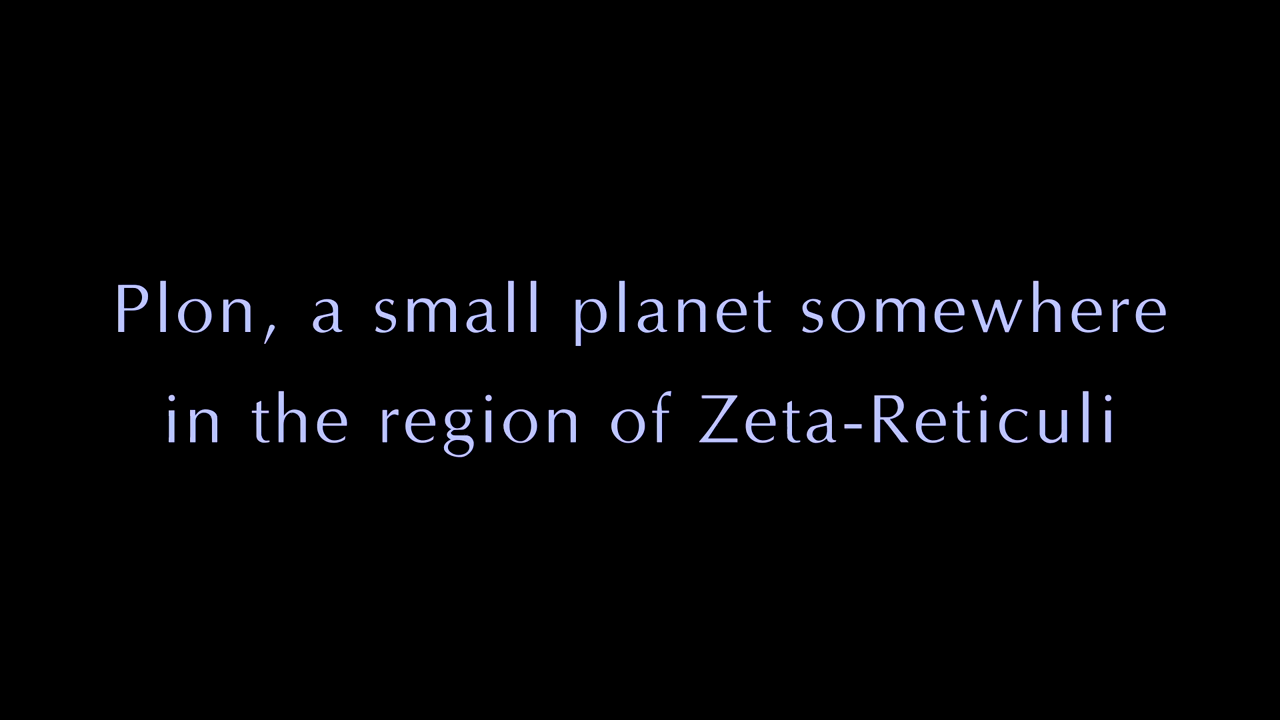 Plon, a small planet somewhere
in the region of Zeta-Reticuli